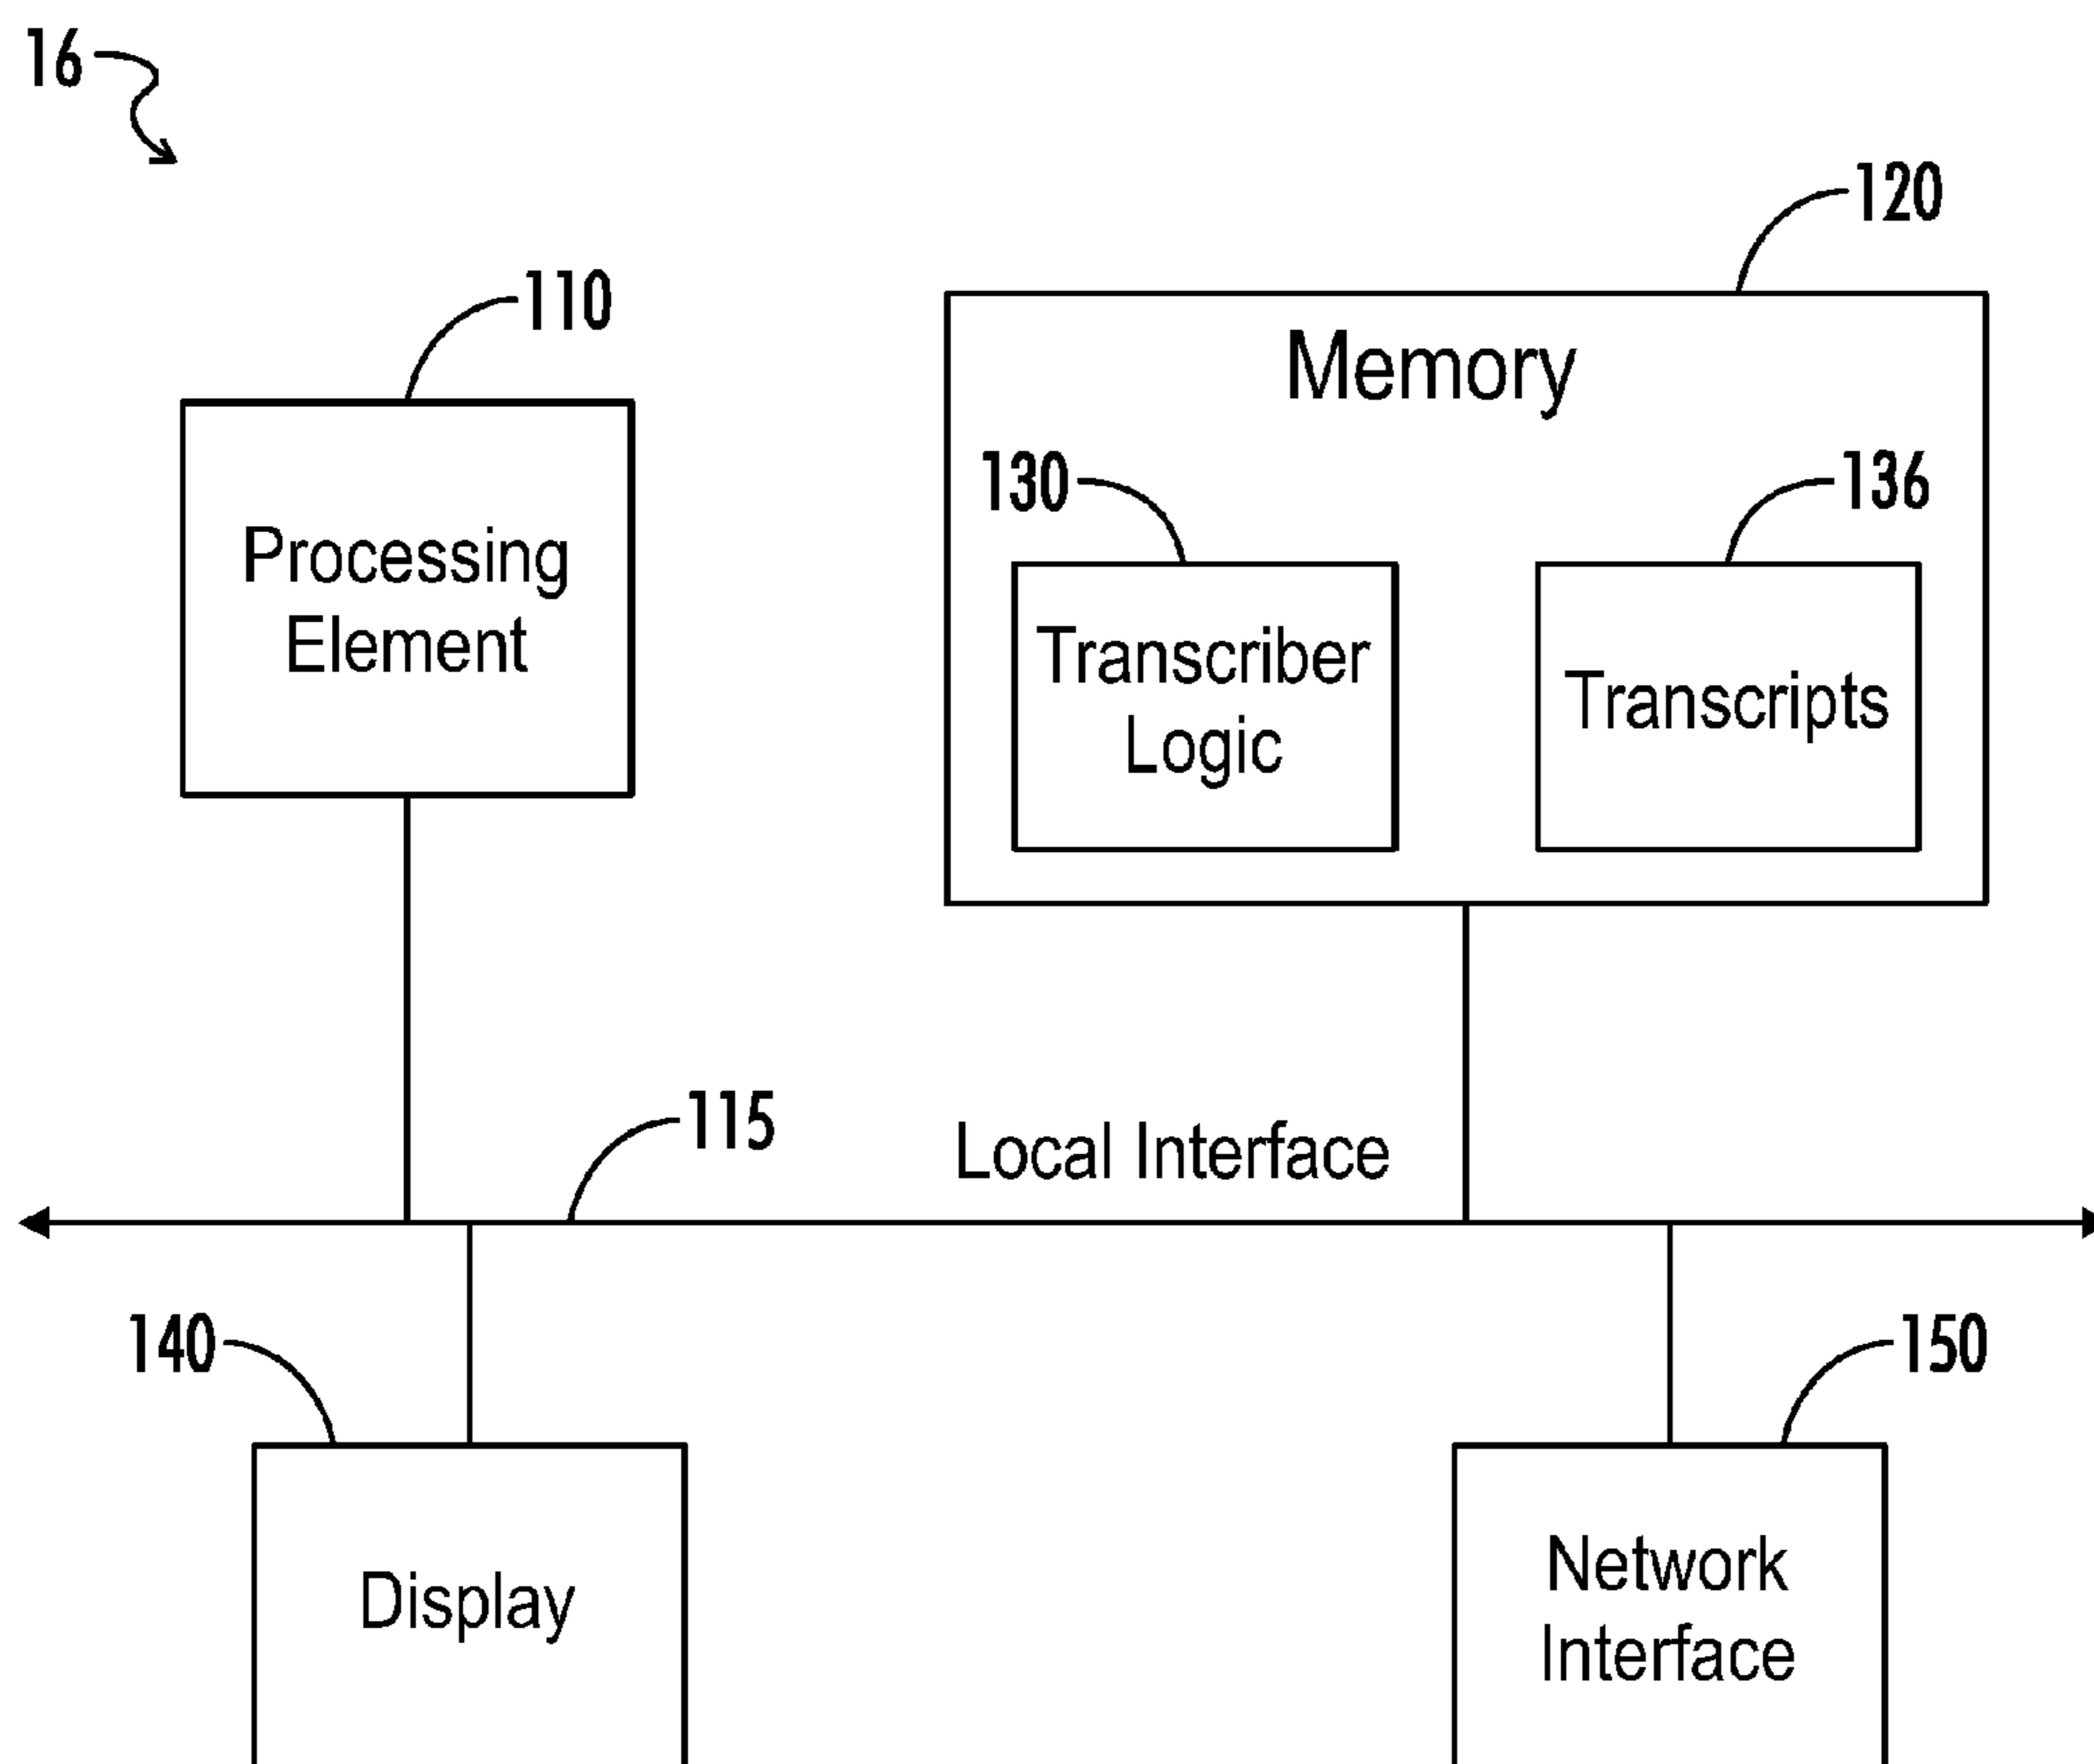 16
120
110
Memory
130
136
Processing
Element
Transcriber
Logic
Transcripts
115
Local Interface
140
150
Display
Network
Interface